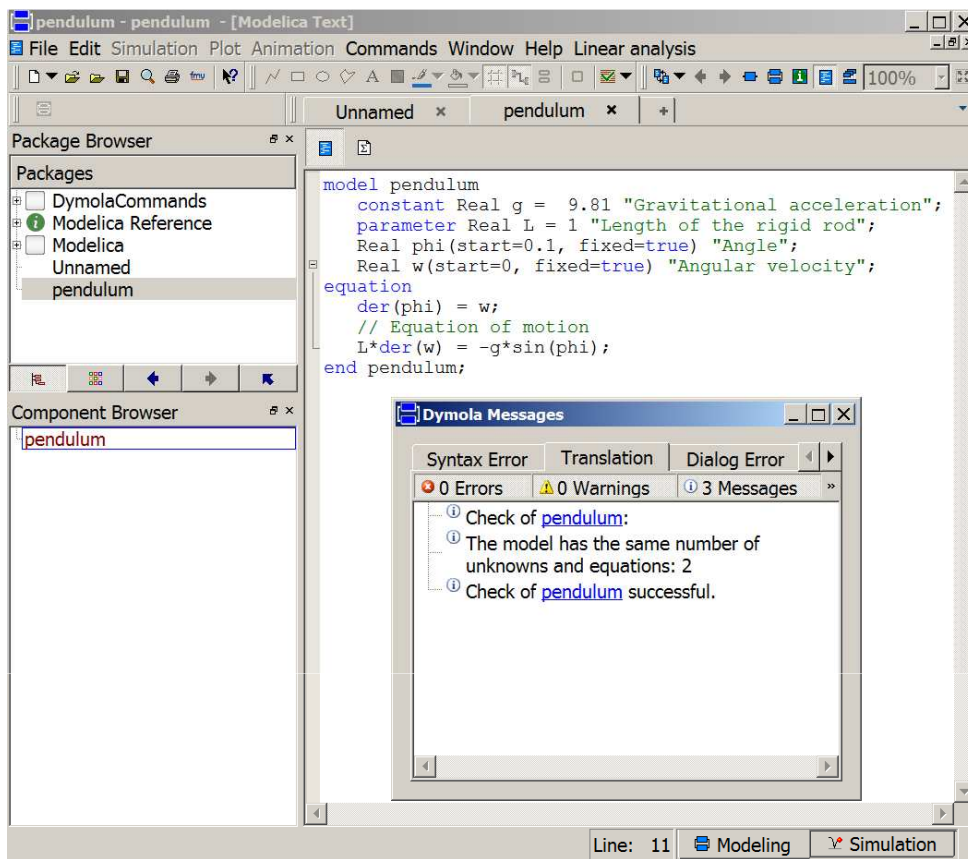 pendulum - pendulum - [Modelica Text]
File Edit Simulation Plot Animation Commands Window Help Linear analysis
fmu
A
100%
Unnamed
pendulum
Package Browser
Packages
DymolaCommands
Modelica Reference
Modelica
Unnamed
pendulum
model pendulum
constant Real g =  9.81 "Gravitational acceleration";
parameter Real L = 1 "Length of the rigid rod";
Real phi(start=0.1, fixed=true) "Angle";
Real w(start=0, fixed=true) "Angular velocity";
equation
der(phi) = w;
// Equation of motion
L*der(w) = -g*sin(phi);
end pendulum;
Component Browser
pendulum
Dymola Messages
Syntax Error Translation Dialog Error
0 Errors 0 Warnings 3 Messages »
Check of pendulum:
The model has the same number of
unknowns and equations: 2
Check of pendulum successful.
Line: 11 Modeling Simulation